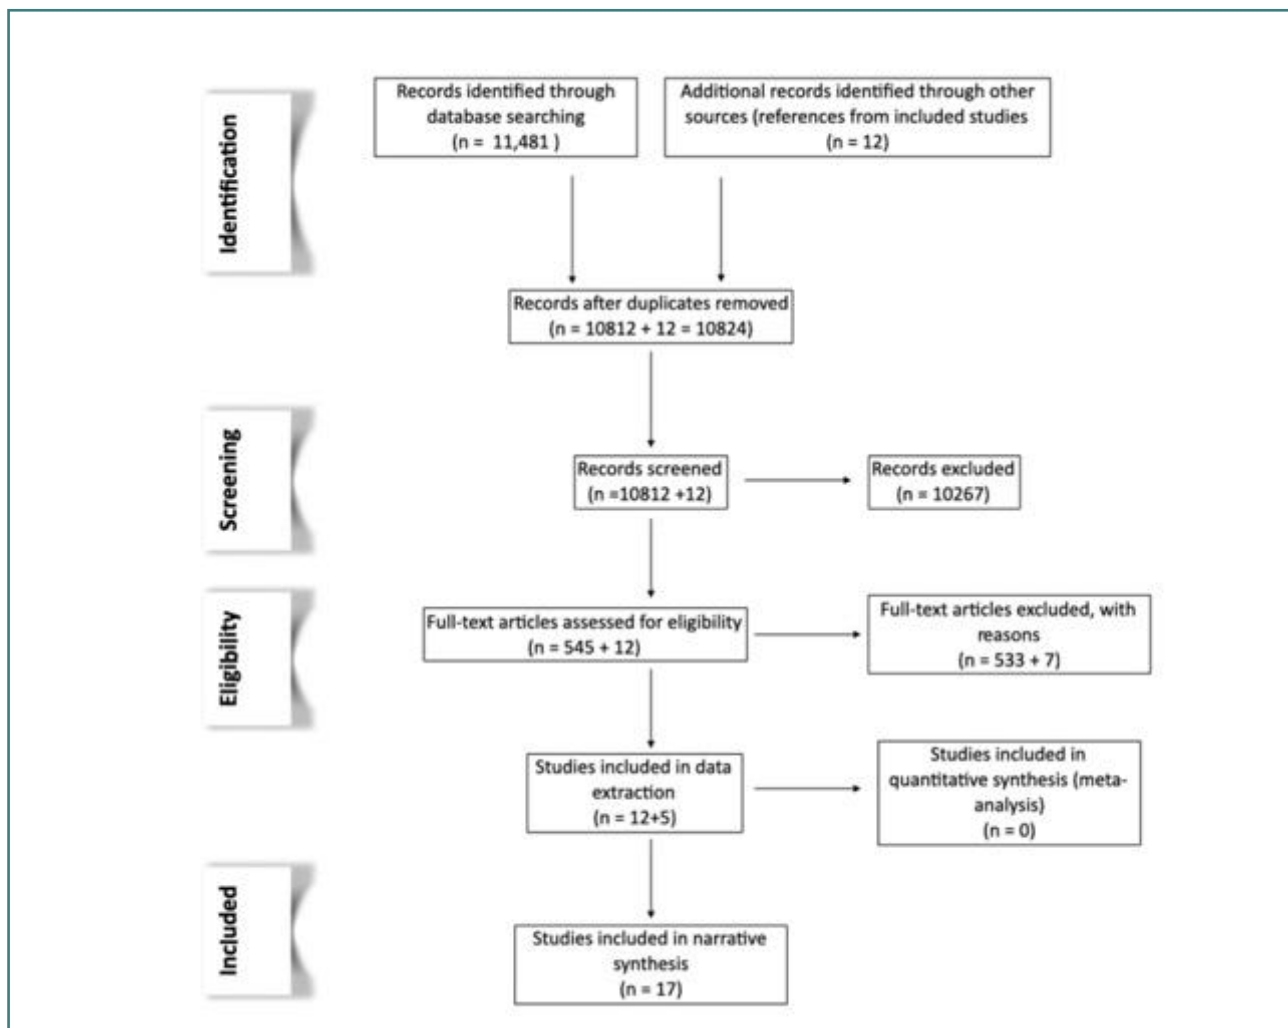 Identification
Records identified through
database searching
(n = 11,481 )
Additional records identified through other
sources (references from included studies
(n = 12)
Records after duplicates removed
(n = 10812 + 12 = 10824)
Screening
Records screened
(n =10812 +12)
Records excluded
(n = 10267)
Eligibility
Full-text articles assessed for eligibility
(n = 545 + 12)
Full-text articles excluded, with
reasons
(n = 533 + 7)
Studies included in data
extraction
(n = 12+5)
Studies included in
quantitative synthesis (meta-
analysis)
(n = 0)
Included
Studies included in narrative
synthesis
(n = 17)